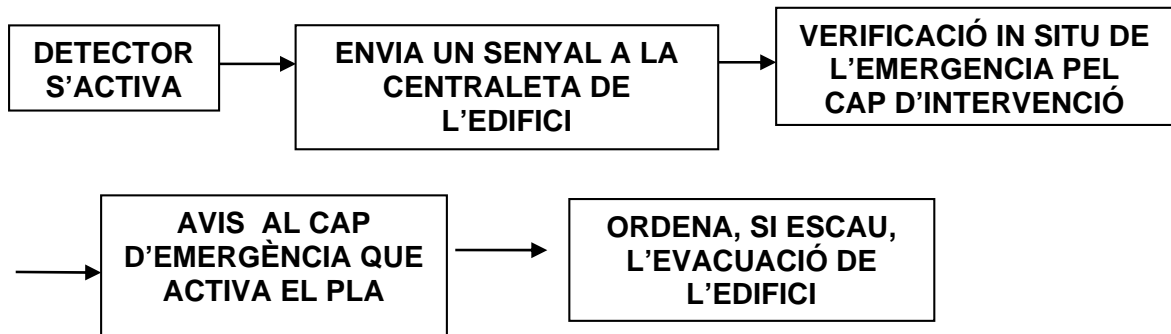 DETECTOR
S’ACTIVA
ENVIA UN SENYAL A LA
CENTRALETA DE
L’EDIFICI
VERIFICACIÓ IN SITU DE
L’EMERGENCIA PEL
CAP D’INTERVENCIÓ
AVIS AL CAP
D’EMERGÈNCIA QUE
ACTIVA EL PLA
ORDENA, SI ESCAU,
L’EVACUACIÓ DE
L’EDIFICI